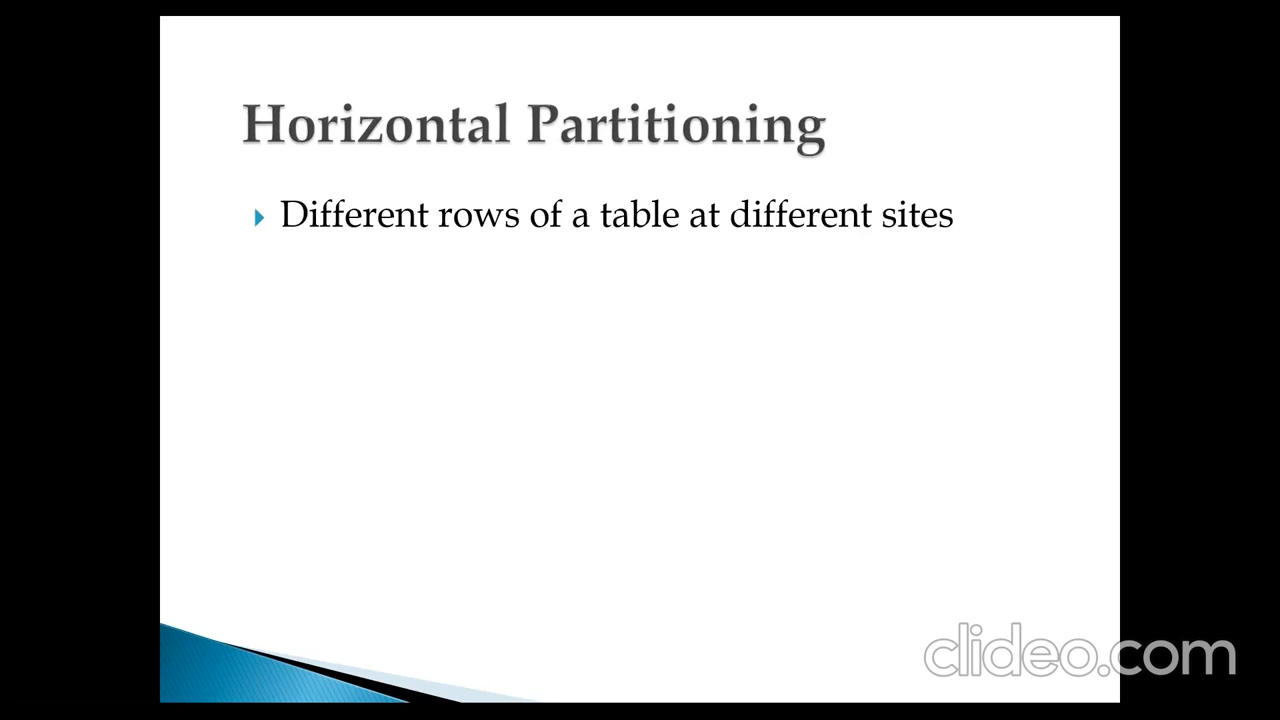 Horizontal Partitioning
Different rows of a table at different sites
clideo.com